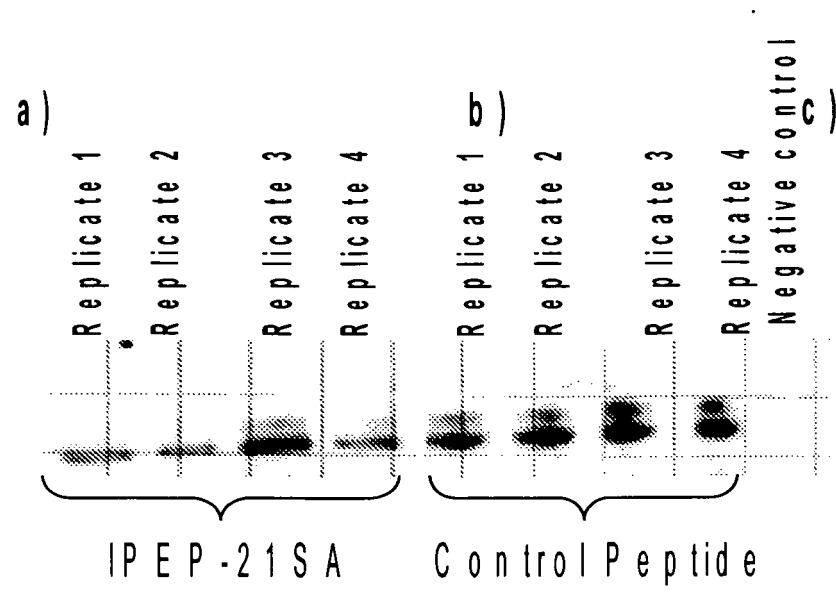 a)
Replicate 1
Replicate 2
Replicate 3
Replicate 4
b)
Replicate 1
Replicate 2
Replicate 3
Replicate 4
c)
Negative control
IPEP-21SA
Control Peptide